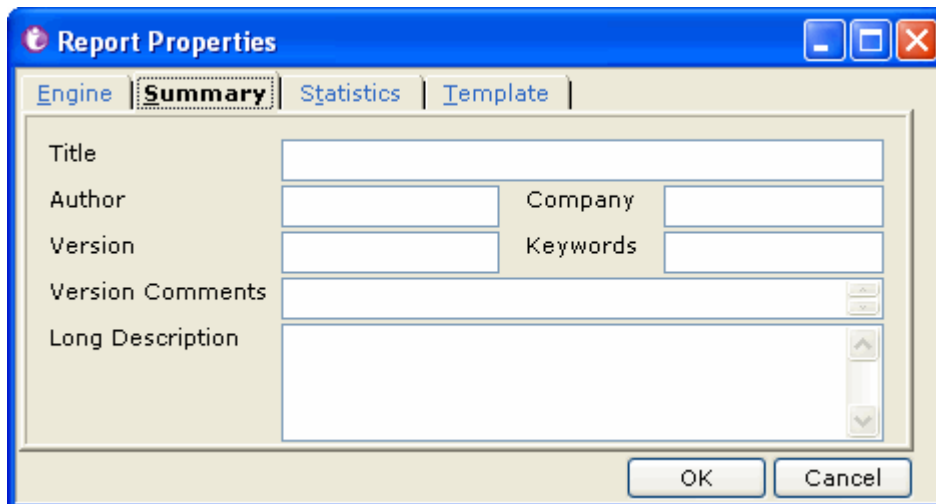 Report Properties
Engine Summary Statistics Template
Title
Author Company
Version Keywords
Version Comments
Long Description
OK Cancel